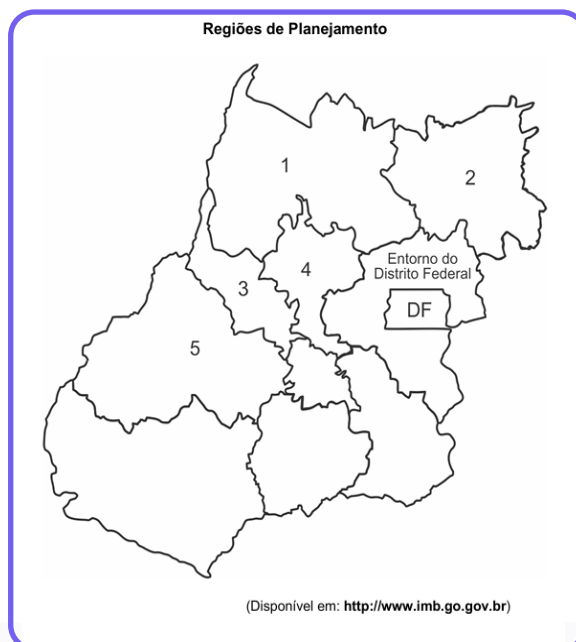 Regiões de Planejamento
1
2
Entorno do
Distrito Federal
4
3
DF
5
(Disponível em: http://www.imb.go.gov.br)